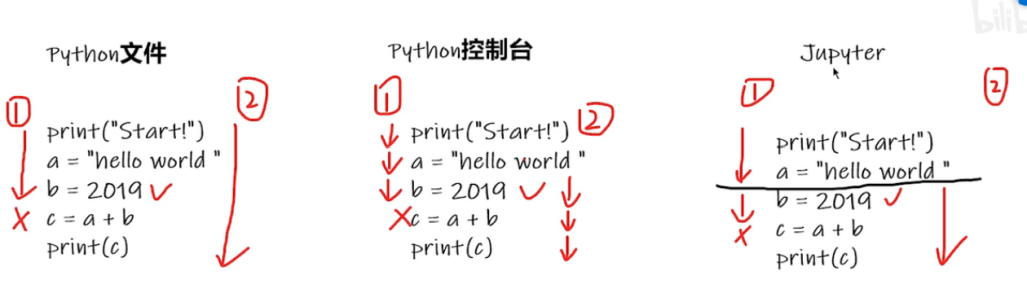 bilib
Python文件
① ②
print("Start!")
a = "hello world "
b = 2019
c = a + b
print(c)
Python控制台
① ②
print("Start!")
a = "hello world "
b = 2019
c = a + b
print(c)
Jupyter
① ②
print("Start!")
a = "hello world "
b = 2019
c = a + b
print(c)